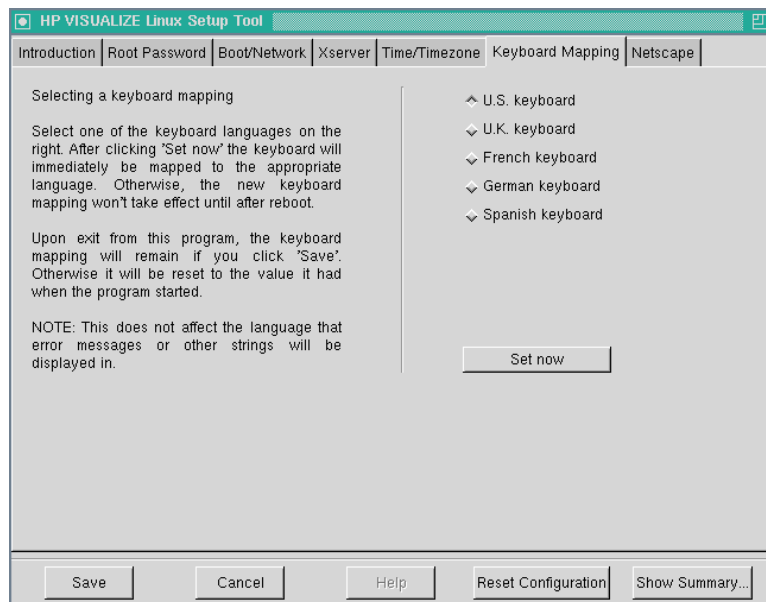 HP VISUALIZE Linux Setup Tool
Introduction Root Password Boot/Network Xserver Time/Timezone Keyboard Mapping Netscape
Selecting a keyboard mapping
Select one of the keyboard languages on the
right. After clicking 'Set now' the keyboard will
immediately be mapped to the appropriate
language. Otherwise, the new keyboard
mapping won't take effect until after reboot.
Upon exit from this program, the keyboard
mapping will remain if you click 'Save'.
Otherwise it will be reset to the value it had
when the program started.
NOTE: This does not affect the language that
error messages or other strings will be
displayed in.
U.S. keyboard
U.K. keyboard
French keyboard
German keyboard
Spanish keyboard
Set now
Save Cancel Help Reset Configuration Show Summary...